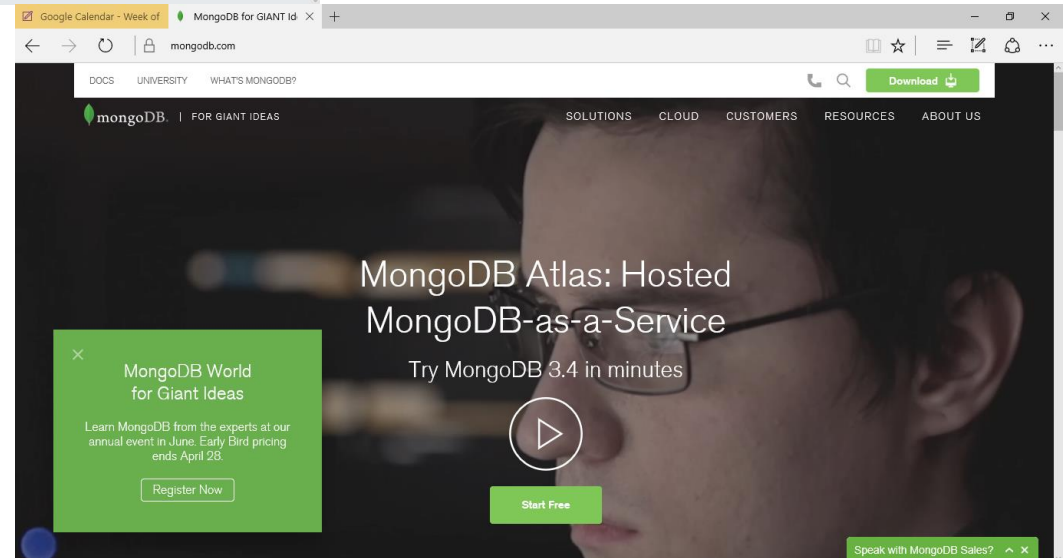 Google Calendar - Week of
MongoDB for GIANT Id
mongodb.com
DOCS UNIVERSITY WHAT'S MONGODB?
Download
mongoDB. | FOR GIANT IDEAS
SOLUTIONS CLOUD CUSTOMERS RESOURCES ABOUT US
MongoDB Atlas: Hosted
MongoDB-as-a-Service
Try MongoDB 3.4 in minutes
Start Free
MongoDB World
for Giant Ideas
Learn MongoDB from the experts at our
annual event in June. Early Bird pricing
ends April 28.
Register Now
Speak with MongoDB Sales?